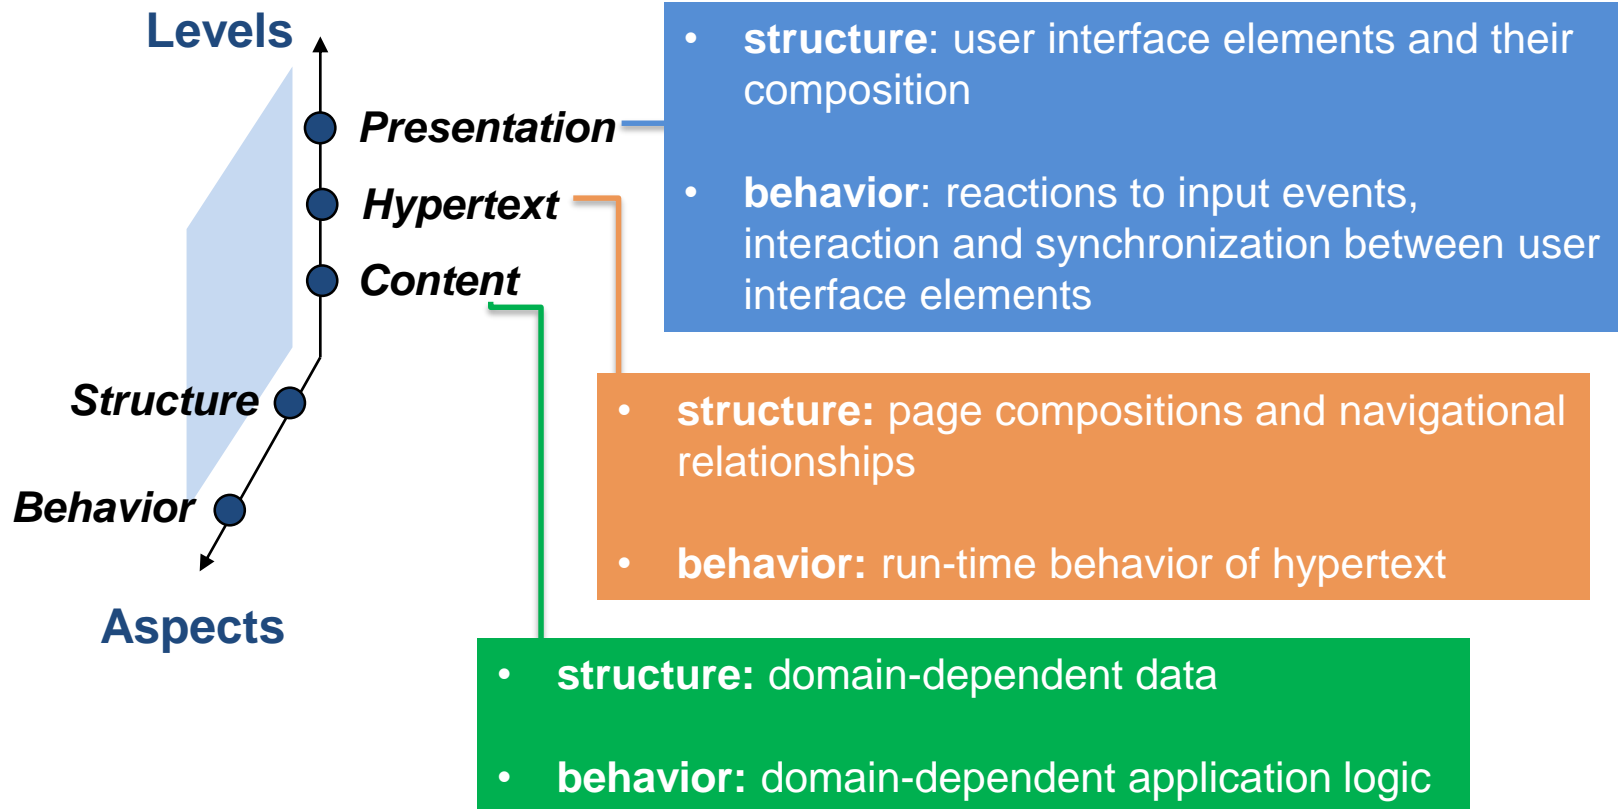 Levels
Presentation
Hypertext
Content
Structure
Behavior
Aspects
• structure: user interface elements and their
composition
• behavior: reactions to input events,
interaction and synchronization between user
interface elements
• structure: page compositions and navigational
relationships
• behavior: run-time behavior of hypertext
• structure: domain-dependent data
• behavior: domain-dependent application logic